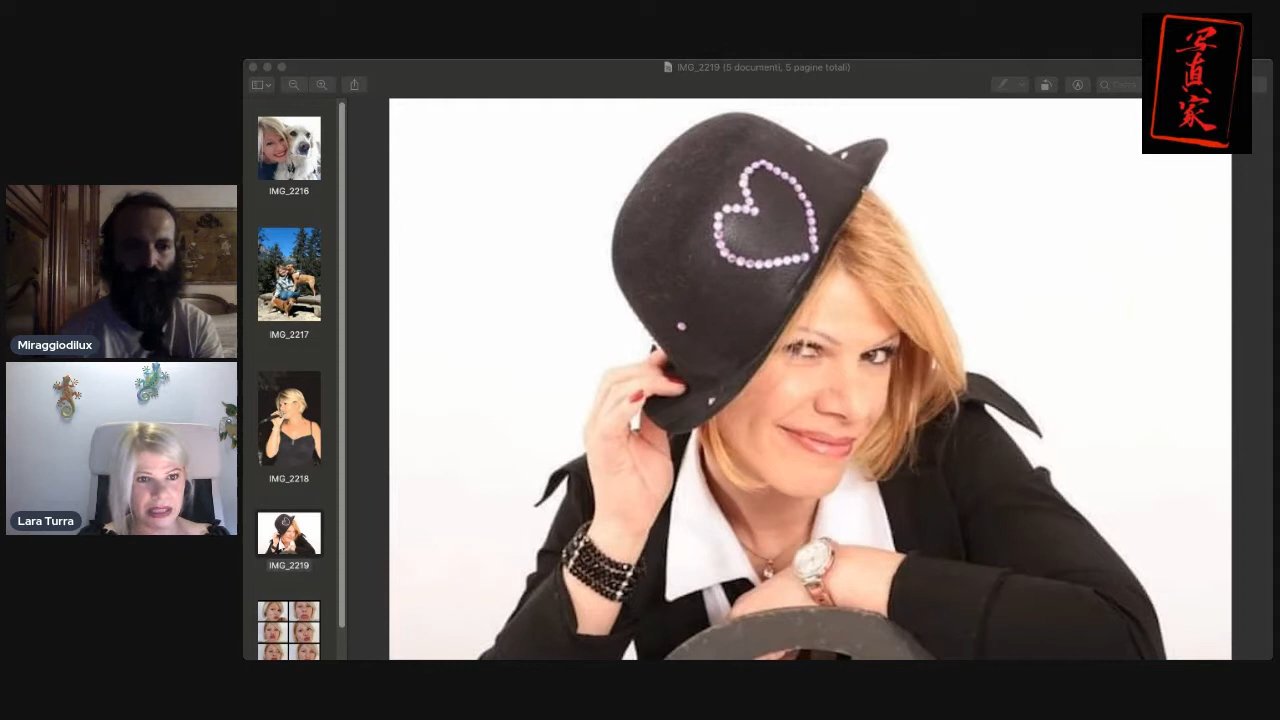 IMG_2219 (5 documenti, 5 pagine totali)
写真家
IMG_2216
IMG_2217
IMG_2218
IMG_2219
Miraggiodilux
Lara Turra